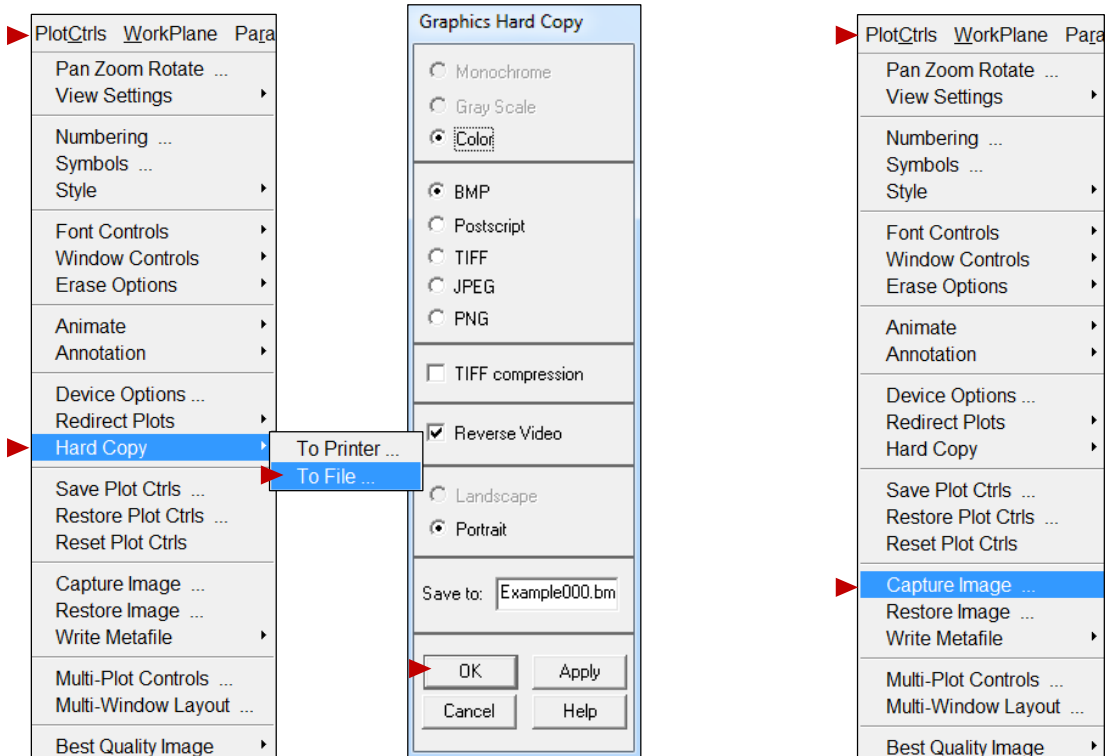 PlotCtrls WorkPlane Para
Pan Zoom Rotate ...
View Settings
Numbering ...
Symbols ...
Style
Font Controls
Window Controls
Erase Options
Animate
Annotation
Device Options ...
Redirect Plots
Hard Copy
Save Plot Ctrls ...
Restore Plot Ctrls ...
Reset Plot Ctrls
Capture Image ...
Restore Image ...
Write Metafile
Multi-Plot Controls ...
Multi-Window Layout ...
Best Quality Image
To Printer ...
To File ...
Graphics Hard Copy
Monochrome
Gray Scale
Color
BMP
Postscript
TIFF
JPEG
PNG
TIFF compression
Reverse Video
Landscape
Portrait
Save to: Example000.bm
OK Apply
Cancel Help
PlotCtrls WorkPlane Para
Pan Zoom Rotate ...
View Settings
Numbering ...
Symbols ...
Style
Font Controls
Window Controls
Erase Options
Animate
Annotation
Device Options ...
Redirect Plots
Hard Copy
Save Plot Ctrls ...
Restore Plot Ctrls ...
Reset Plot Ctrls
Capture Image ...
Restore Image ...
Write Metafile
Multi-Plot Controls ...
Multi-Window Layout ...
Best Quality Image